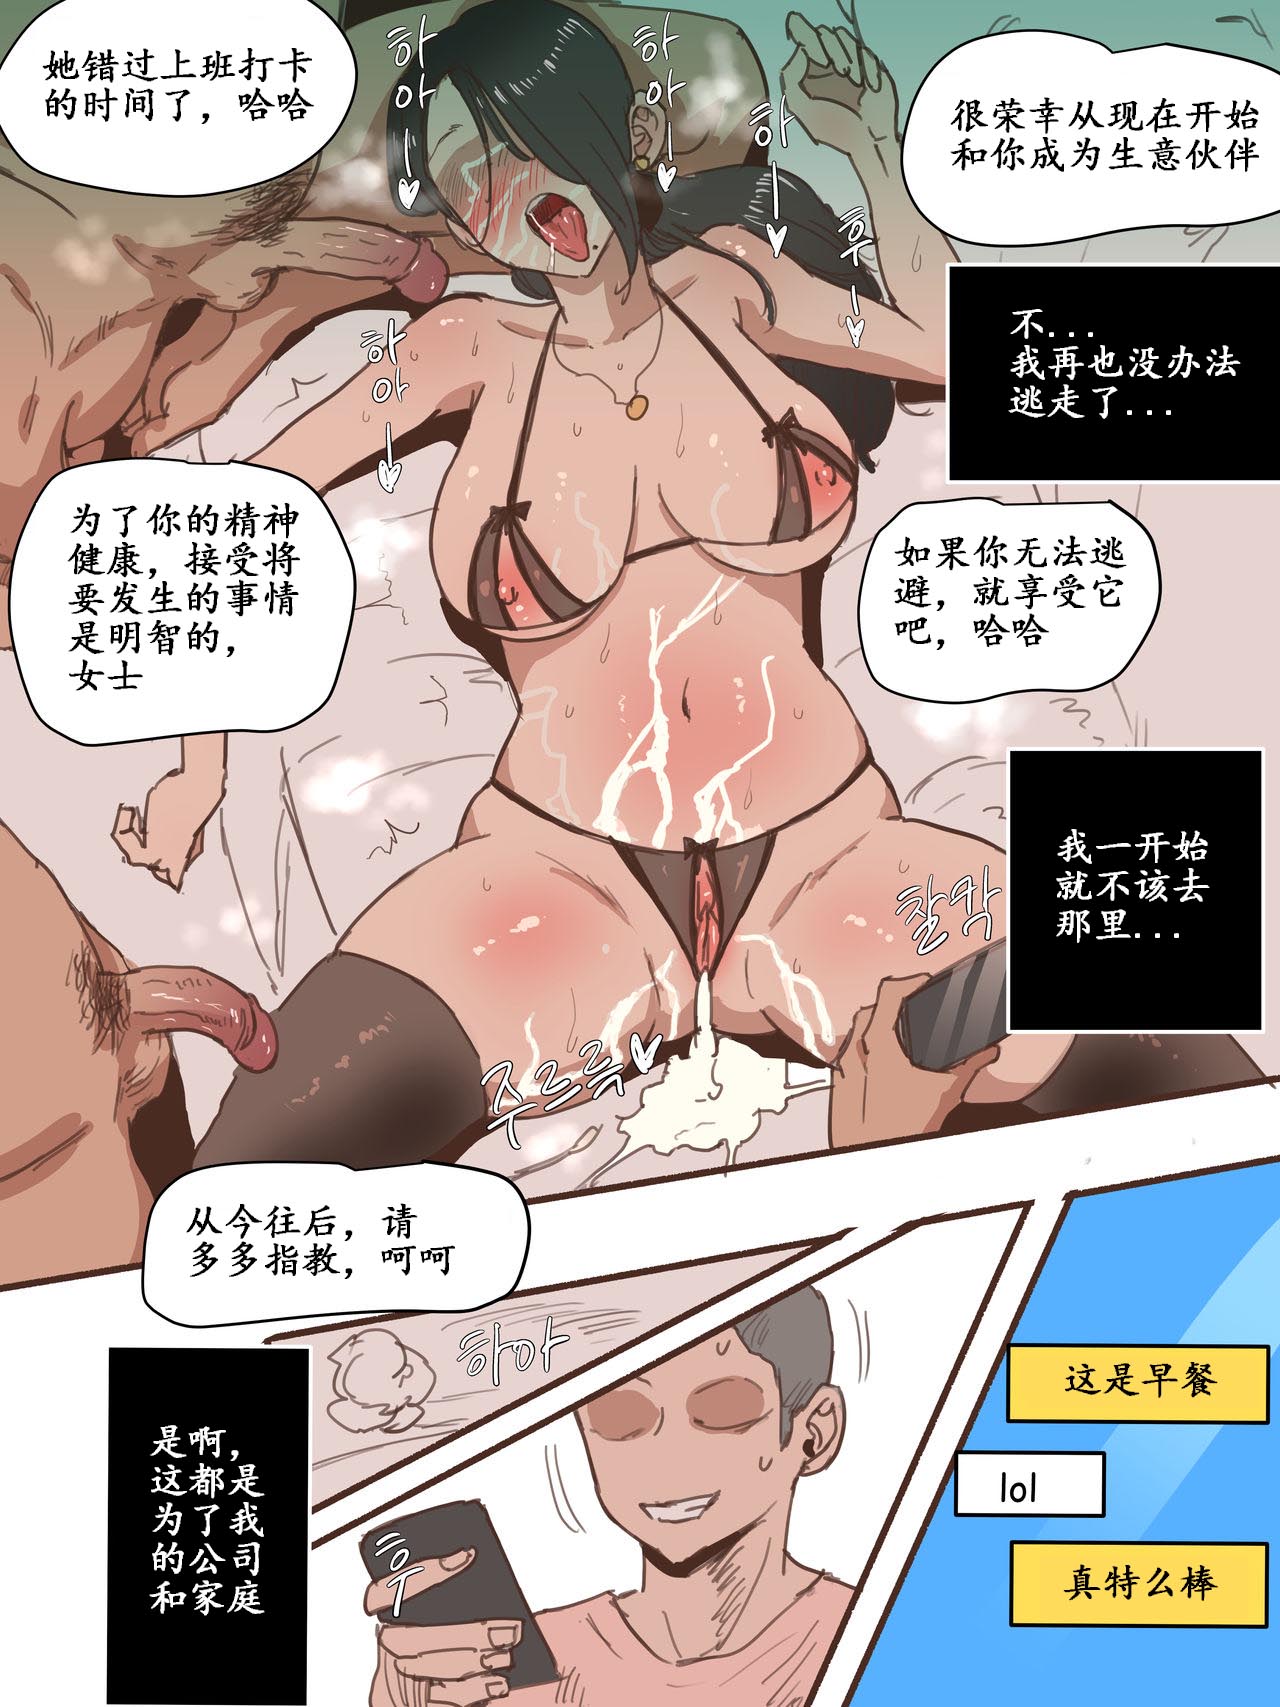 她错过上班打卡
的时间了，哈哈
很荣幸从现在开始
和你成为生意伙伴
하
아
하
아
하
후
하
아
不...
我再也没办法
逃走了...
为了你的精神
健康，接受将
要发生的事情
是明智的，
女士
如果你无法逃
避，就享受它
吧，哈哈
我一开始
就不该去
那里...
찰칵
주르륵
从今往后，请
多多指教，呵呵
하아
후
是啊，
这都是
为了我
的公司
和家庭
这是早餐
lol
真特么棒